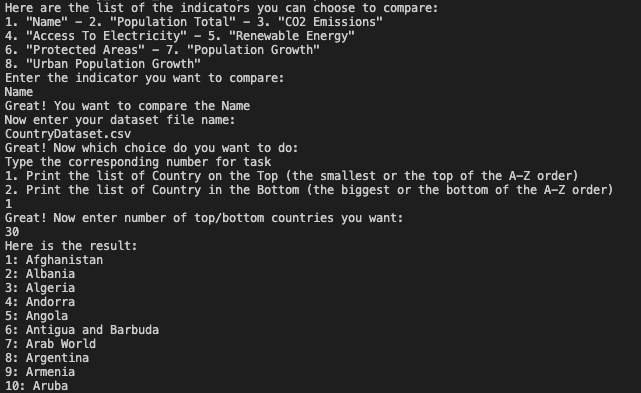 Here are the list of the indicators you can choose to compare:
1. "Name" - 2. "Population Total" - 3. "CO2 Emissions"
4. "Access To Electricity" - 5. "Renewable Energy"
6. "Protected Areas" - 7. "Population Growth"
8. "Urban Population Growth"
Enter the indicator you want to compare:
Name
Great! You want to compare the Name
Now enter your dataset file name:
CountryDataset.csv
Great! Now which choice do you want to do:
Type the corresponding number for task
1. Print the list of Country on the Top (the smallest or the top of the A-Z order)
2. Print the list of Country in the Bottom (the biggest or the bottom of the A-Z order)
1
Great! Now enter number of top/bottom countries you want:
30
Here is the result:
1: Afghanistan
2: Albania
3: Algeria
4: Andorra
5: Angola
6: Antigua and Barbuda
7: Arab World
8: Argentina
9: Armenia
10: Aruba